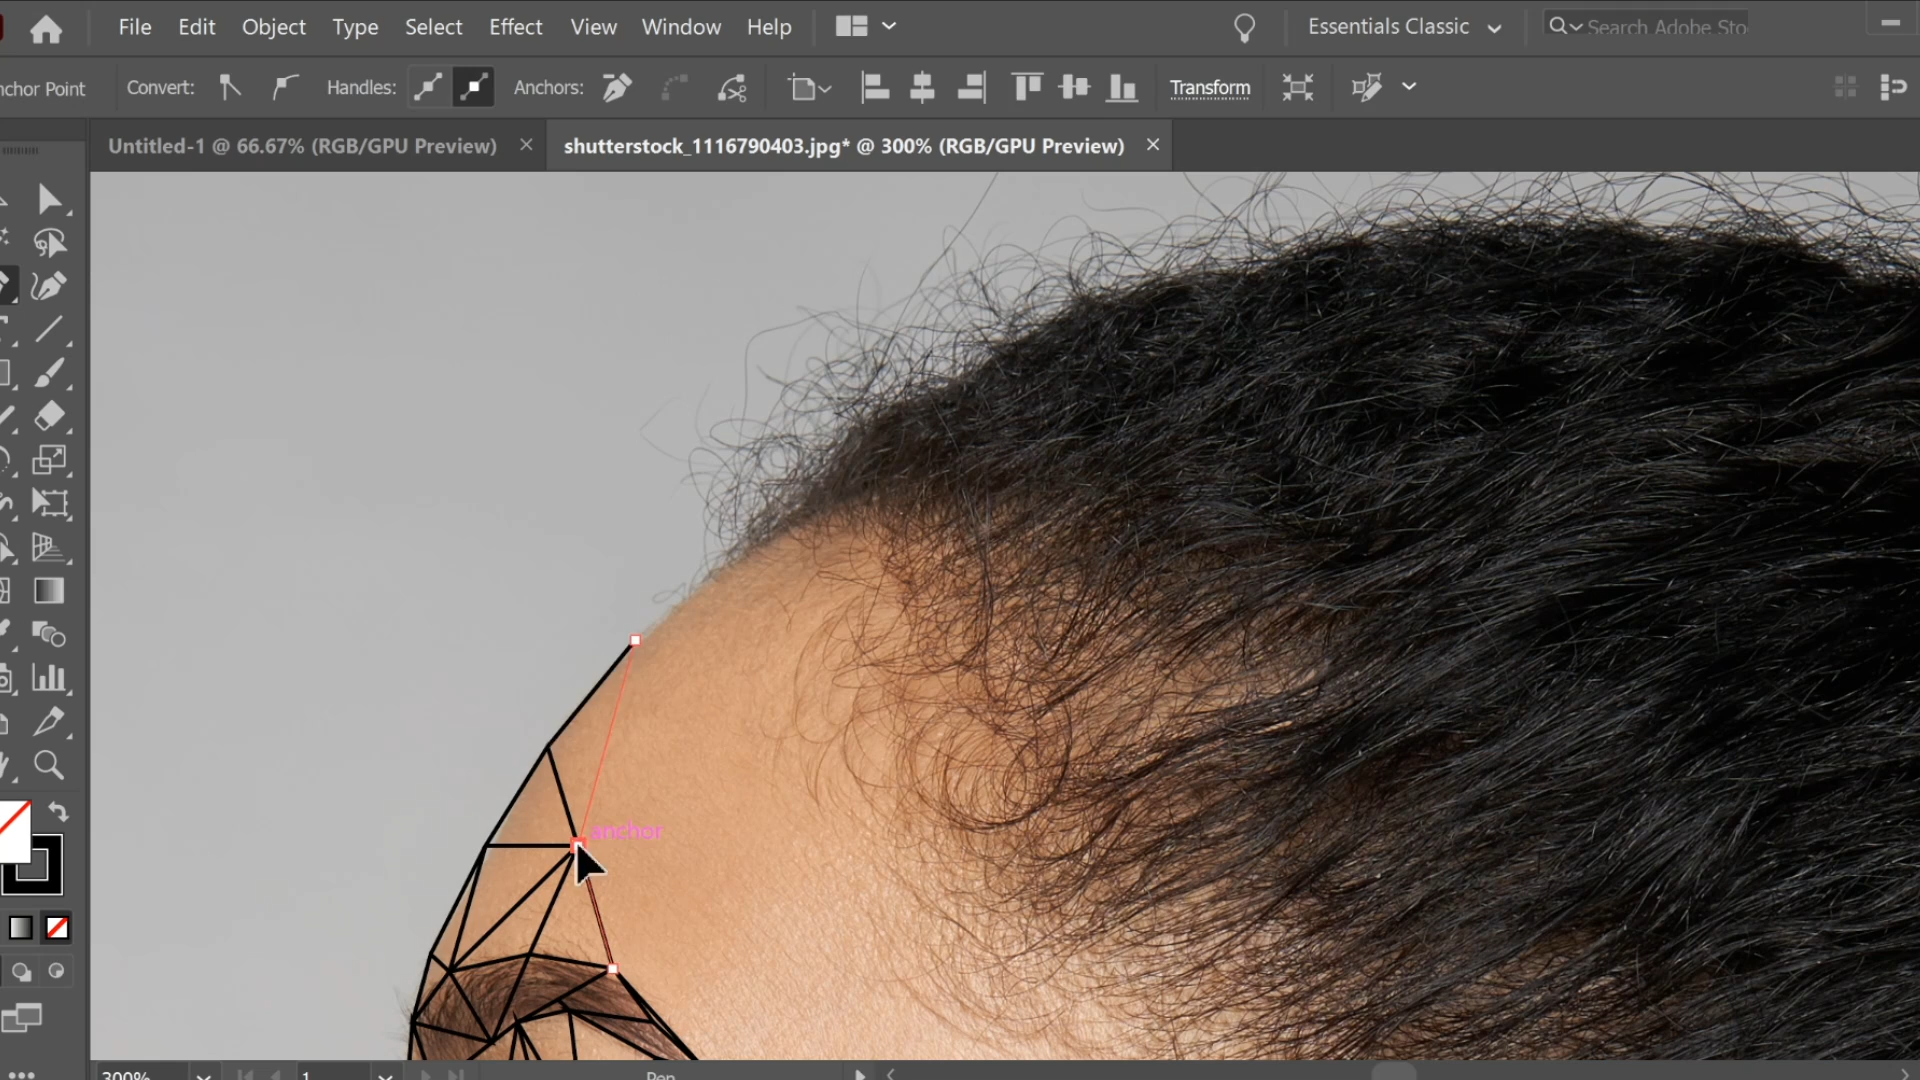 File Edit Object Type Select Effect View Window Help Essentials Classic Search Adobe Sto
nchor Point Convert: Handles: Anchors: Transform
Untitled-1 @ 66.67% (RGB/GPU Preview) × shutterstock_1116790403.jpg* @ 300% (RGB/GPU Preview) ×
anchor
300% 1 Pen